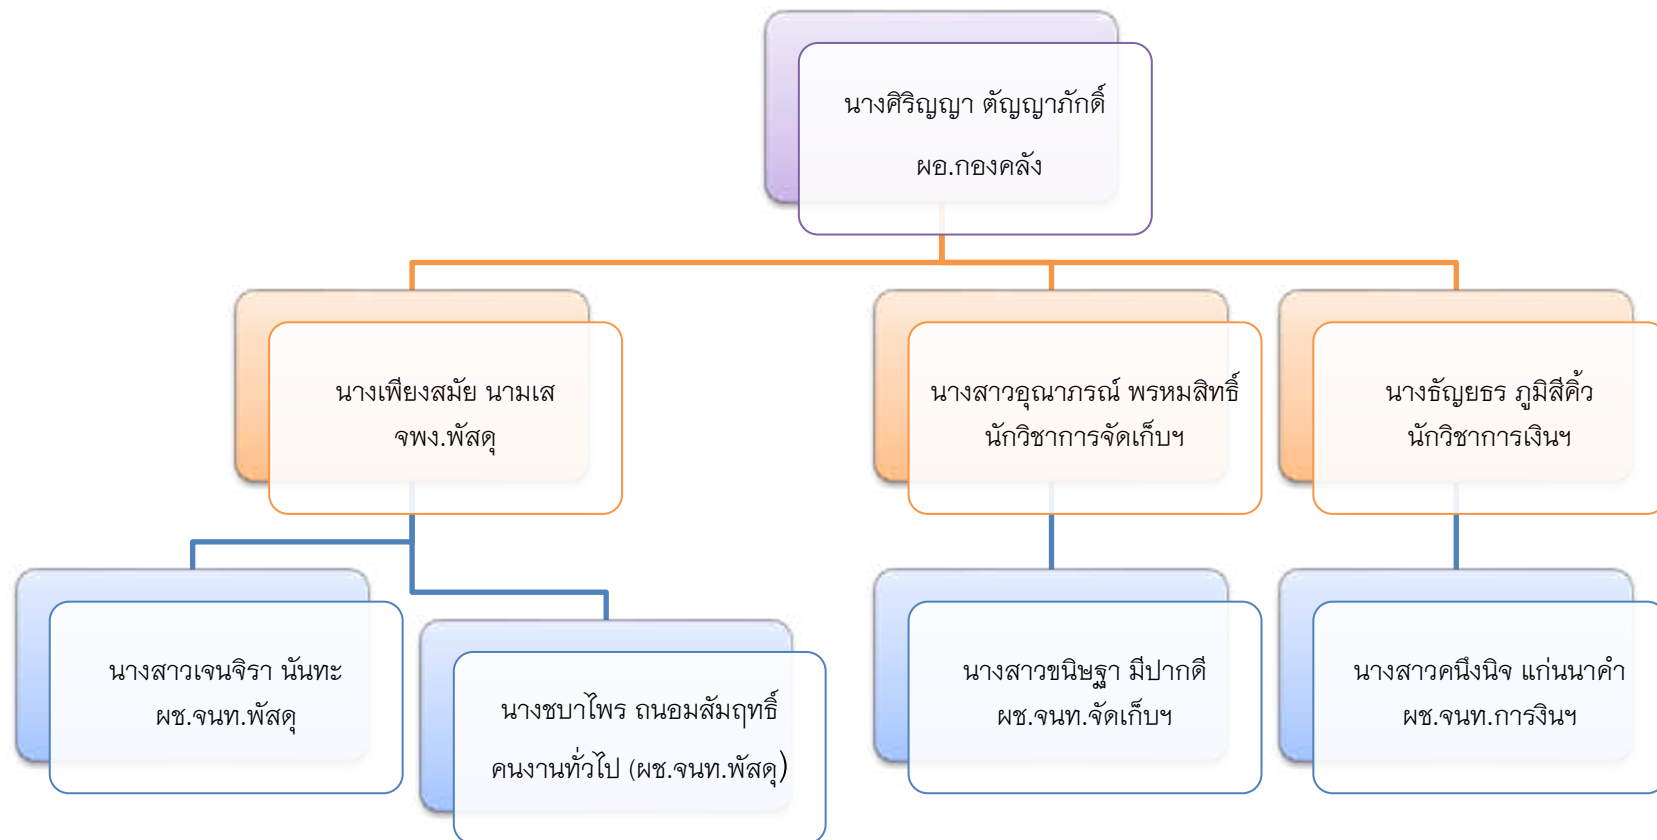 นางศิริญญา ตัญญาภักดิ์
ผอ.กองคลัง
นางเพียงสมัย นามเส
จพง.พัสดุ
นางสาวอุณาภรณ์ พรหมสิทธิ์
นักวิชาการจัดเก็บฯ
นางธัญยธร ภูมิสีคิ้ว
นักวิชาการเงินฯ
นางสาวเจนจิรา นันทะ
ผช.จนท.พัสดุ
นางชบาไพร ถนอมสัมฤทธิ์
คนงานทั่วไป (ผช.จนท.พัสดุ)
นางสาวขนิษฐา มีปากดี
ผช.จนท.จัดเก็บฯ
นางสาวคนึงนิจ แก่นนาคำ
ผช.จนท.การงินฯ